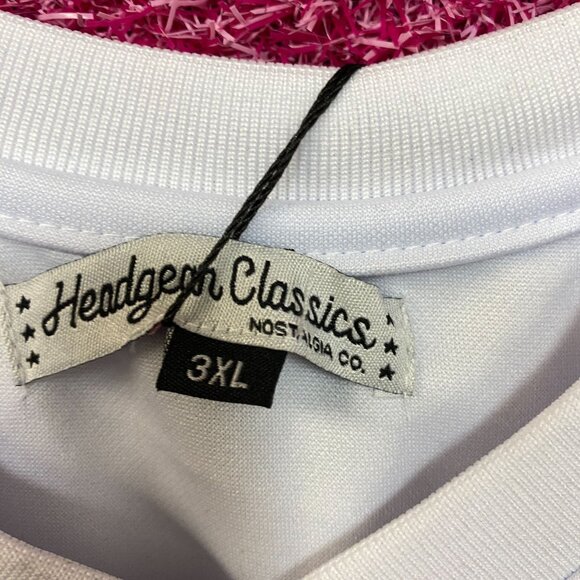 Headgear Classics
NOSTALGIA CO.
3XL